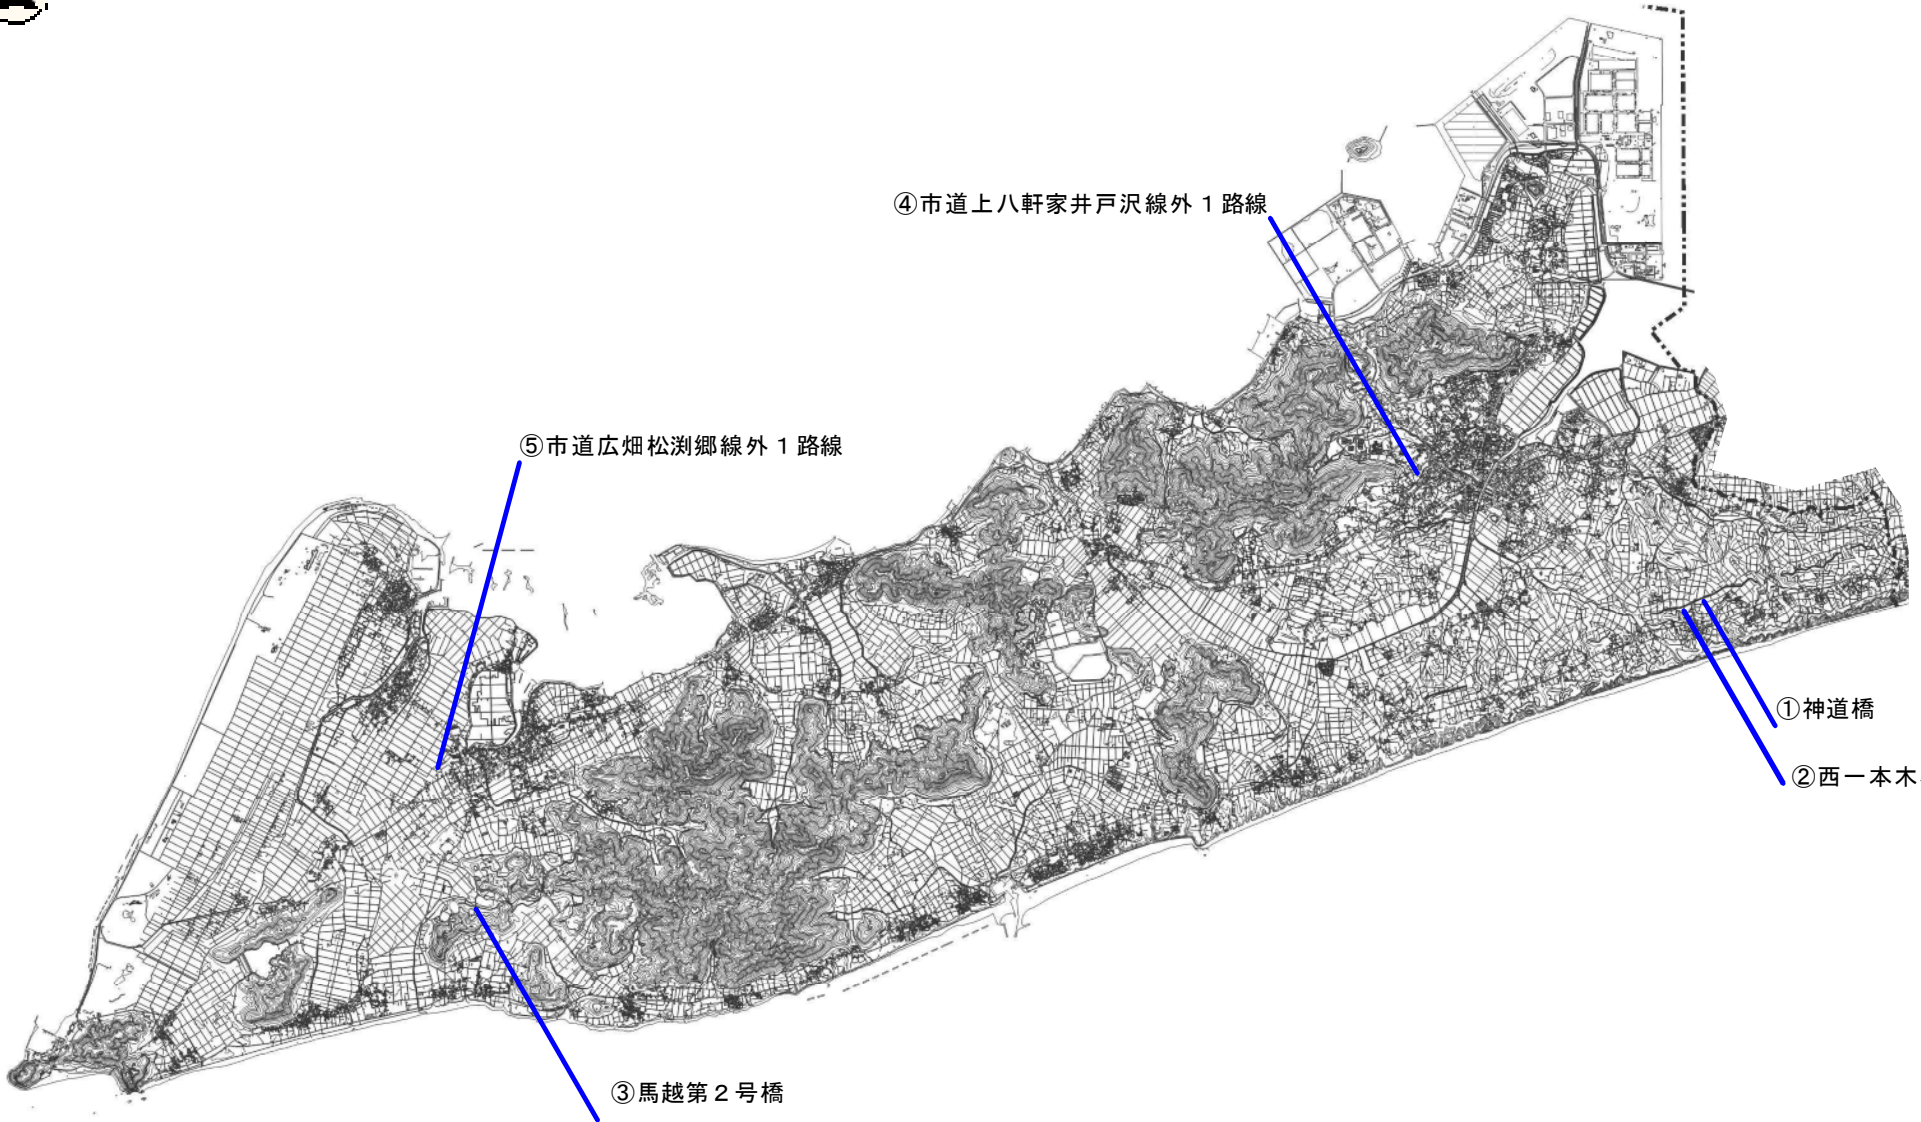 ④市道上八軒家井戸沢線外１路線
⑤市道広畑松渕郷線外１路線
①神道橋
②西一本木
③馬越第２号橋